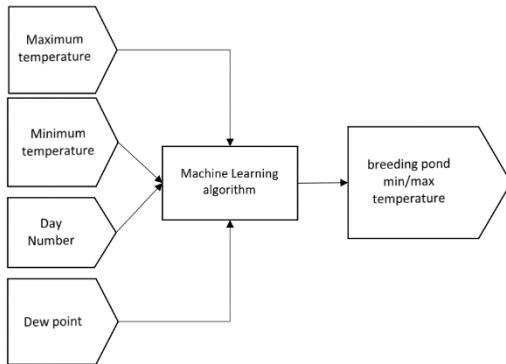 Maximum
temperature
Minimum
temperature
Day
Number
Dew point
Machine Learning
algorithm
breeding pond
min/max
temperature